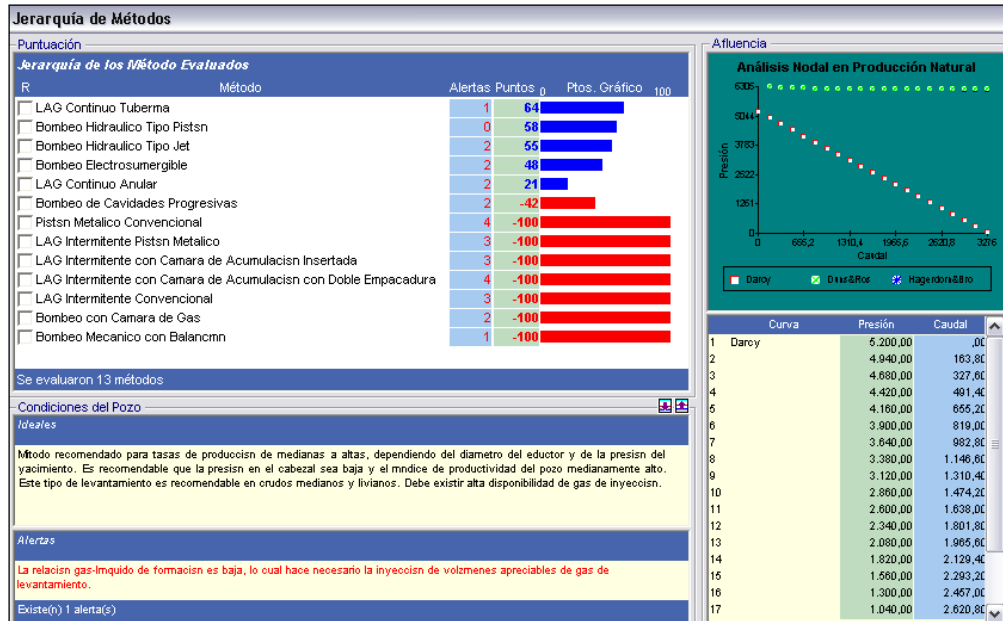 Jerarquía de Métodos
Puntuación
Jerarquía de los Método Evaluados
R Método Alertas Puntos 0 Ptos. Gráfico 100
LAG Continuo Tuberma 1 64
Bombeo Hidraulico Tipo Pistsn 0 58
Bombeo Hidraulico Tipo Jet 2 55
Bombeo Electrosumergible 2 48
LAG Continuo Anular 2 21
Bombeo de Cavidades Progresivas 2 -42
Pistsn Metalico Convencional 4 -100
LAG Intermitente Pistsn Metalico 3 -100
LAG Intermitente con Camara de Acumulacisn Insertada 3 -100
LAG Intermitente con Camara de Acumulacisn con Doble Empacadura 4 -100
LAG Intermitente Convencional 3 -100
Bombeo con Camara de Gas 2 -100
Bombeo Mecanico con Balancmn 1 -100
Se evaluaron 13 métodos
Condiciones del Pozo
Ideales
Mitodo recomendado para tasas de produccisn de medianas a altas, dependiendo del diametro del eductor y de la presisn del
yacimiento. Es recomendable que la presisn en el cabezal sea baja y el mndice de productividad del pozo medianamente alto.
Este tipo de levantamiento es recomendable en crudos medianos y livianos. Debe existir alta disponibilidad de gas de inyeccisn.
Alertas
La relacisn gas-lmquido de formacisn es baja, lo cual hace necesario la inyeccisn de volzmenes apreciables de gas de
levantamiento.
Existe(n) 1 alerta(s)
Afluencia
Análisis Nodal en Producción Natural
6305
5044
3783
2522
1261
0
Presión
0 655,2 1310,4 1965,6 2620,8 3276
Caudal
Darcy Duns&Ros Hagerdorn&Bro
Curva Presión Caudal
1 Darcy 5.200,00 ,00
2 4.940,00 163,80
3 4.680,00 327,60
4 4.420,00 491,40
5 4.160,00 655,20
6 3.900,00 819,00
7 3.640,00 982,80
8 3.380,00 1.146,60
9 3.120,00 1.310,40
10 2.860,00 1.474,20
11 2.600,00 1.638,00
12 2.340,00 1.801,80
13 2.080,00 1.965,60
14 1.820,00 2.129,40
15 1.560,00 2.293,20
16 1.300,00 2.457,00
17 1.040,00 2.620,80